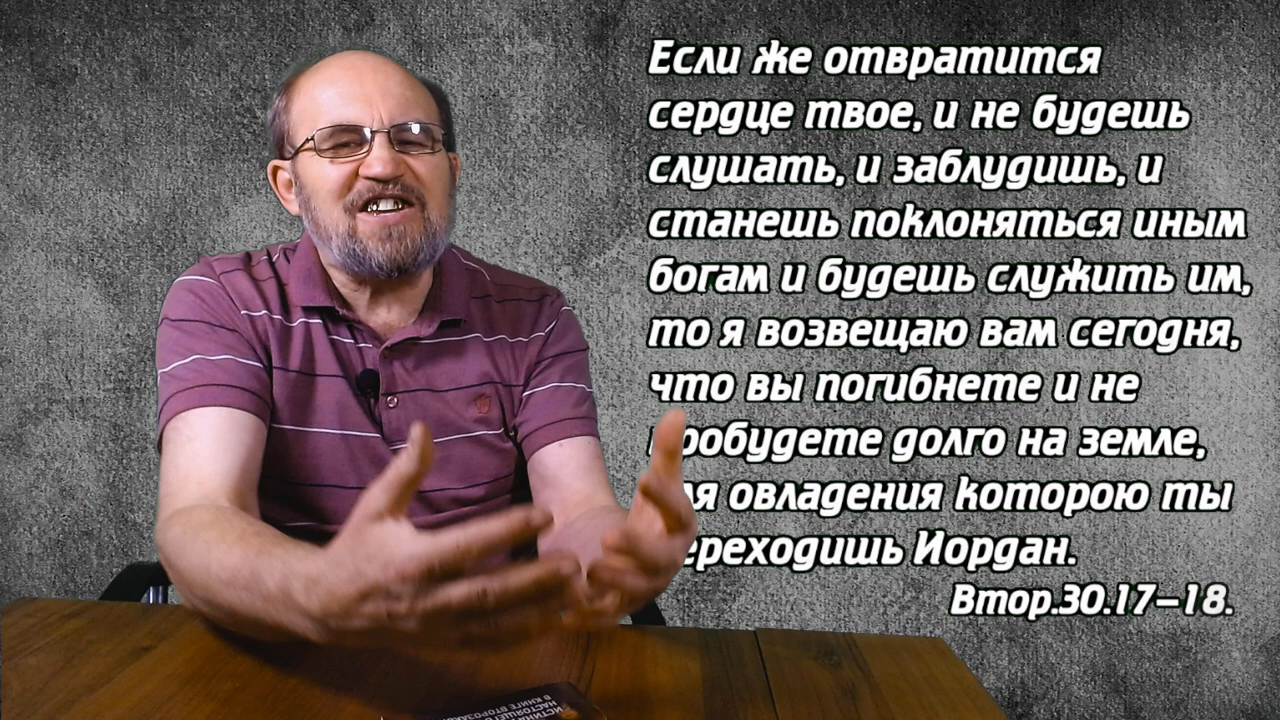 Если же отвратится
сердце твое, и не будешь
слушать, и заблудишь, и
станешь поклоняться иным
богам и будешь служить им,
то я возвещаю вам сегодня,
что вы погибнете и не
пробудете долго на земле,
для овладения которою ты
переходишь Иордан.
Втор.30.17–18.
В КНИГЕ